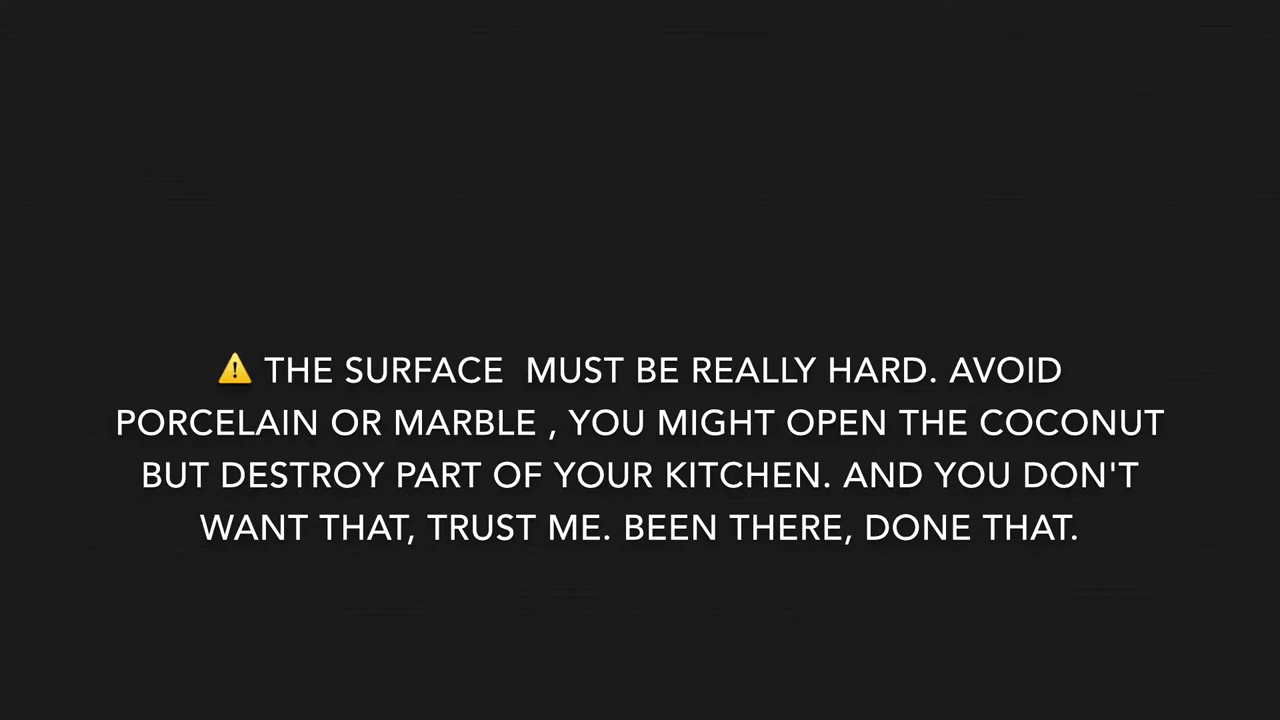 ⚠️ THE SURFACE  MUST BE REALLY HARD. AVOID
PORCELAIN OR MARBLE , YOU MIGHT OPEN THE COCONUT
BUT DESTROY PART OF YOUR KITCHEN. AND YOU DON'T
WANT THAT, TRUST ME. BEEN THERE, DONE THAT.